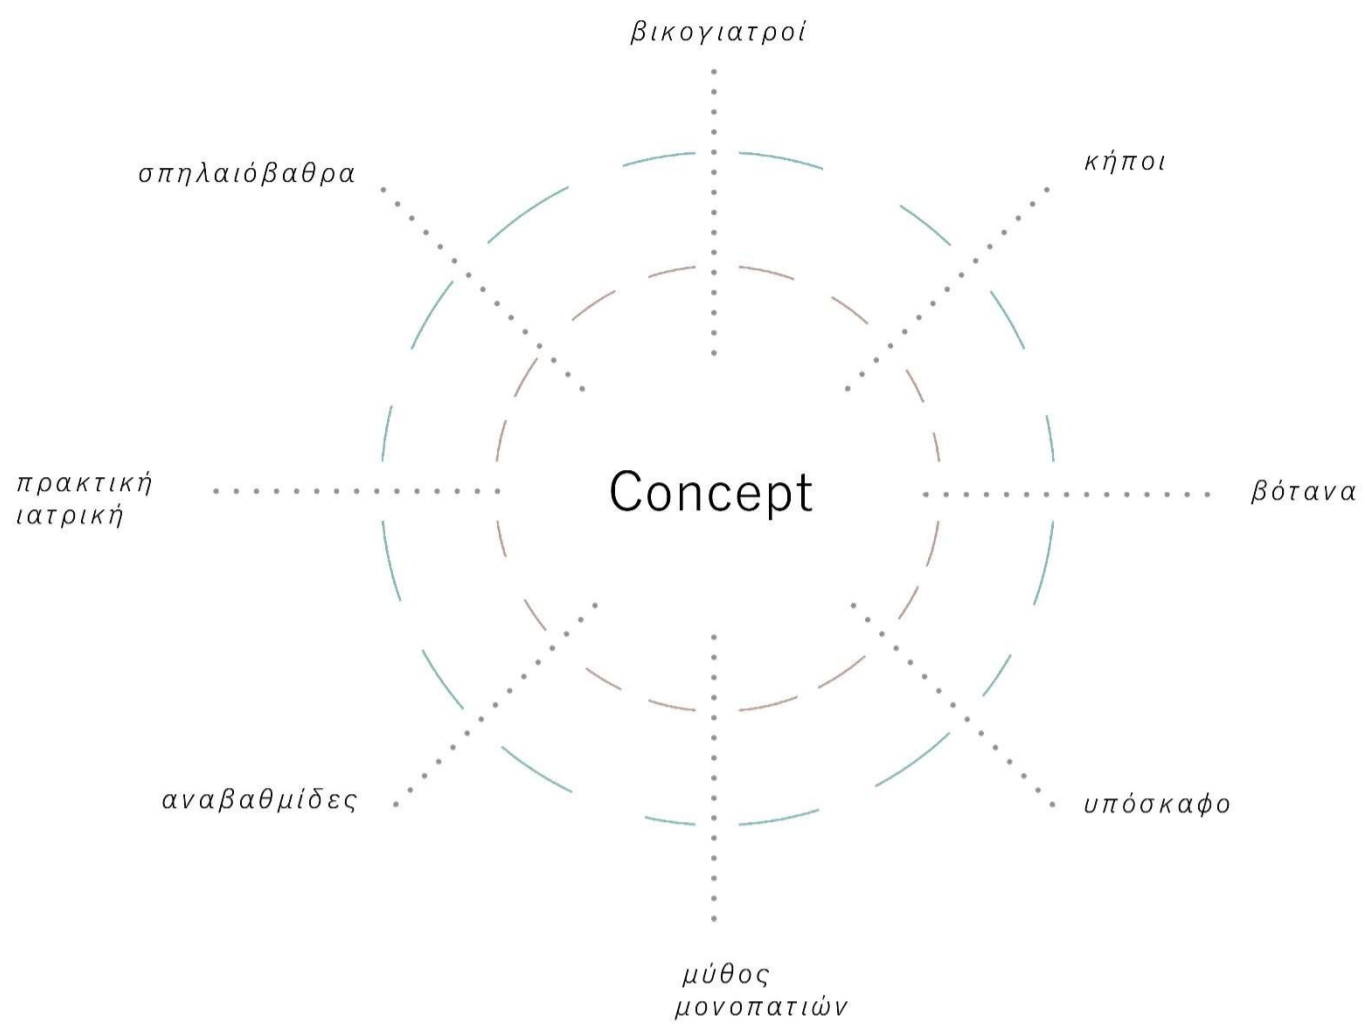 βικογιατροί
κήποι
σπηλαιόβαθρα
πρακτική
ιατρική
Concept
βότανα
αναβαθμίδες
υπόσκαφο
μύθος
μονοπατιών